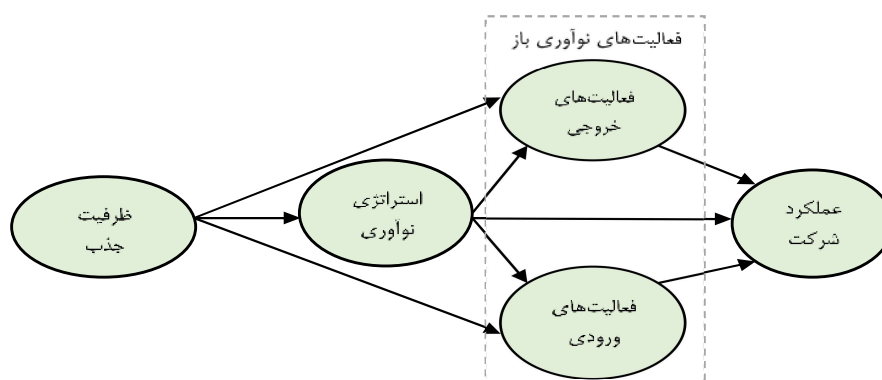 فعالیت‌های نوآوری باز
فعالیت‌های
خروجی
استراتژی
نوآوری
ظرفیت
جذب
عملکرد
شرکت
فعالیت‌های
ورودی